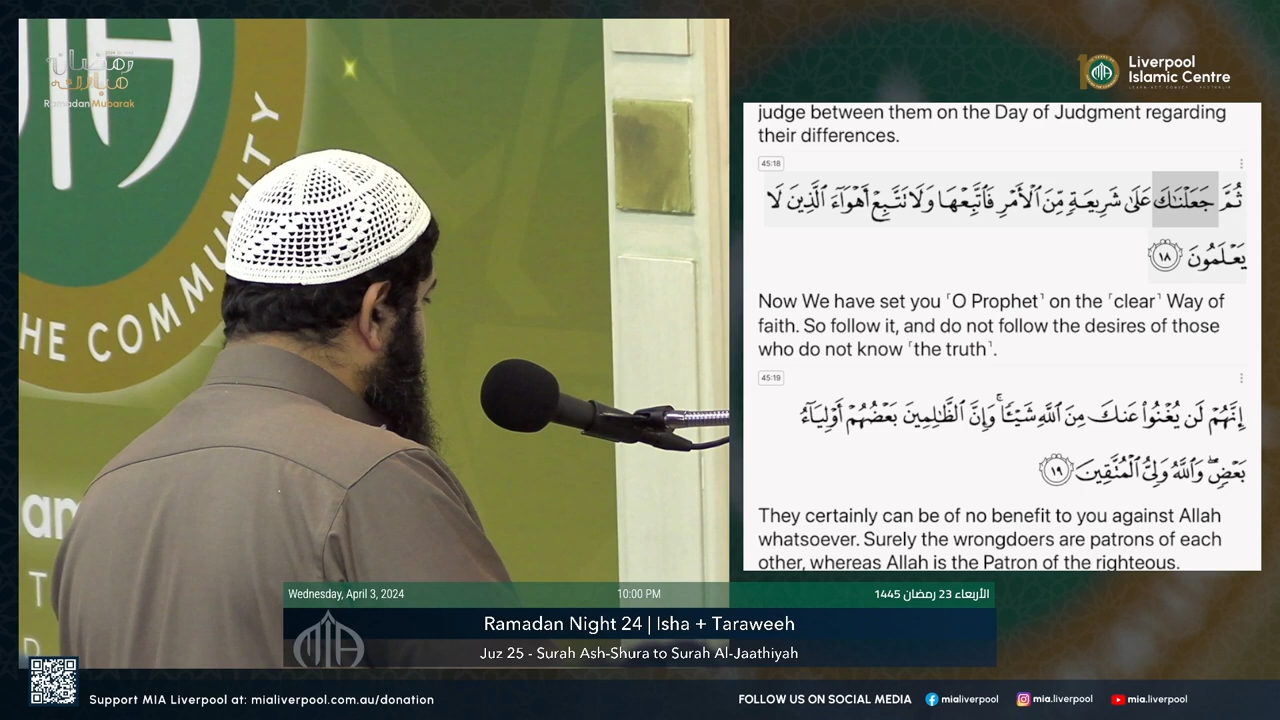 رمضان
مبارك
Ramadan Mubarak
THE COMMUNITY
Liverpool
Islamic Centre
judge between them on the Day of Judgment regarding
their differences.
45:18
ثُمَّ جَعَلْنَـٰكَ عَلَىٰ شَرِيعَةٍ مِّنَ ٱلْأَمْرِ فَٱتَّبِعْهَا وَلَا تَتَّبِعْ أَهْوَآءَ ٱلَّذِينَ لَا
يَعْلَمُونَ ١٨
Now We have set you ˹O Prophet˺ on the ˹clear˺ Way of
faith. So follow it, and do not follow the desires of those
who do not know ˹the truth˺.
45:19
إِنَّهُمْ لَن يُغْنُوا۟ عَنكَ مِنَ ٱللَّهِ شَيْـًٔا ۚ وَإِنَّ ٱلظَّـٰلِمِينَ بَعْضُهُمْ أَوْلِيَآءُ
بَعْضٍ ۖ وَٱللَّهُ وَلِىُّ ٱلْمُتَّقِينَ ١٩
They certainly can be of no benefit to you against Allah
whatsoever. Surely the wrongdoers are patrons of each
other, whereas Allah is the Patron of the righteous.
Wednesday, April 3, 2024 10:00 PM الأربعاء 23 رمضان 1445
Ramadan Night 24 | Isha + Taraweeh
Juz 25 - Surah Ash-Shura to Surah Al-Jaathiyah
Support MIA Liverpool at: mialiverpool.com.au/donation
FOLLOW US ON SOCIAL MEDIA mialiverpool mia.liverpool mia.liverpool